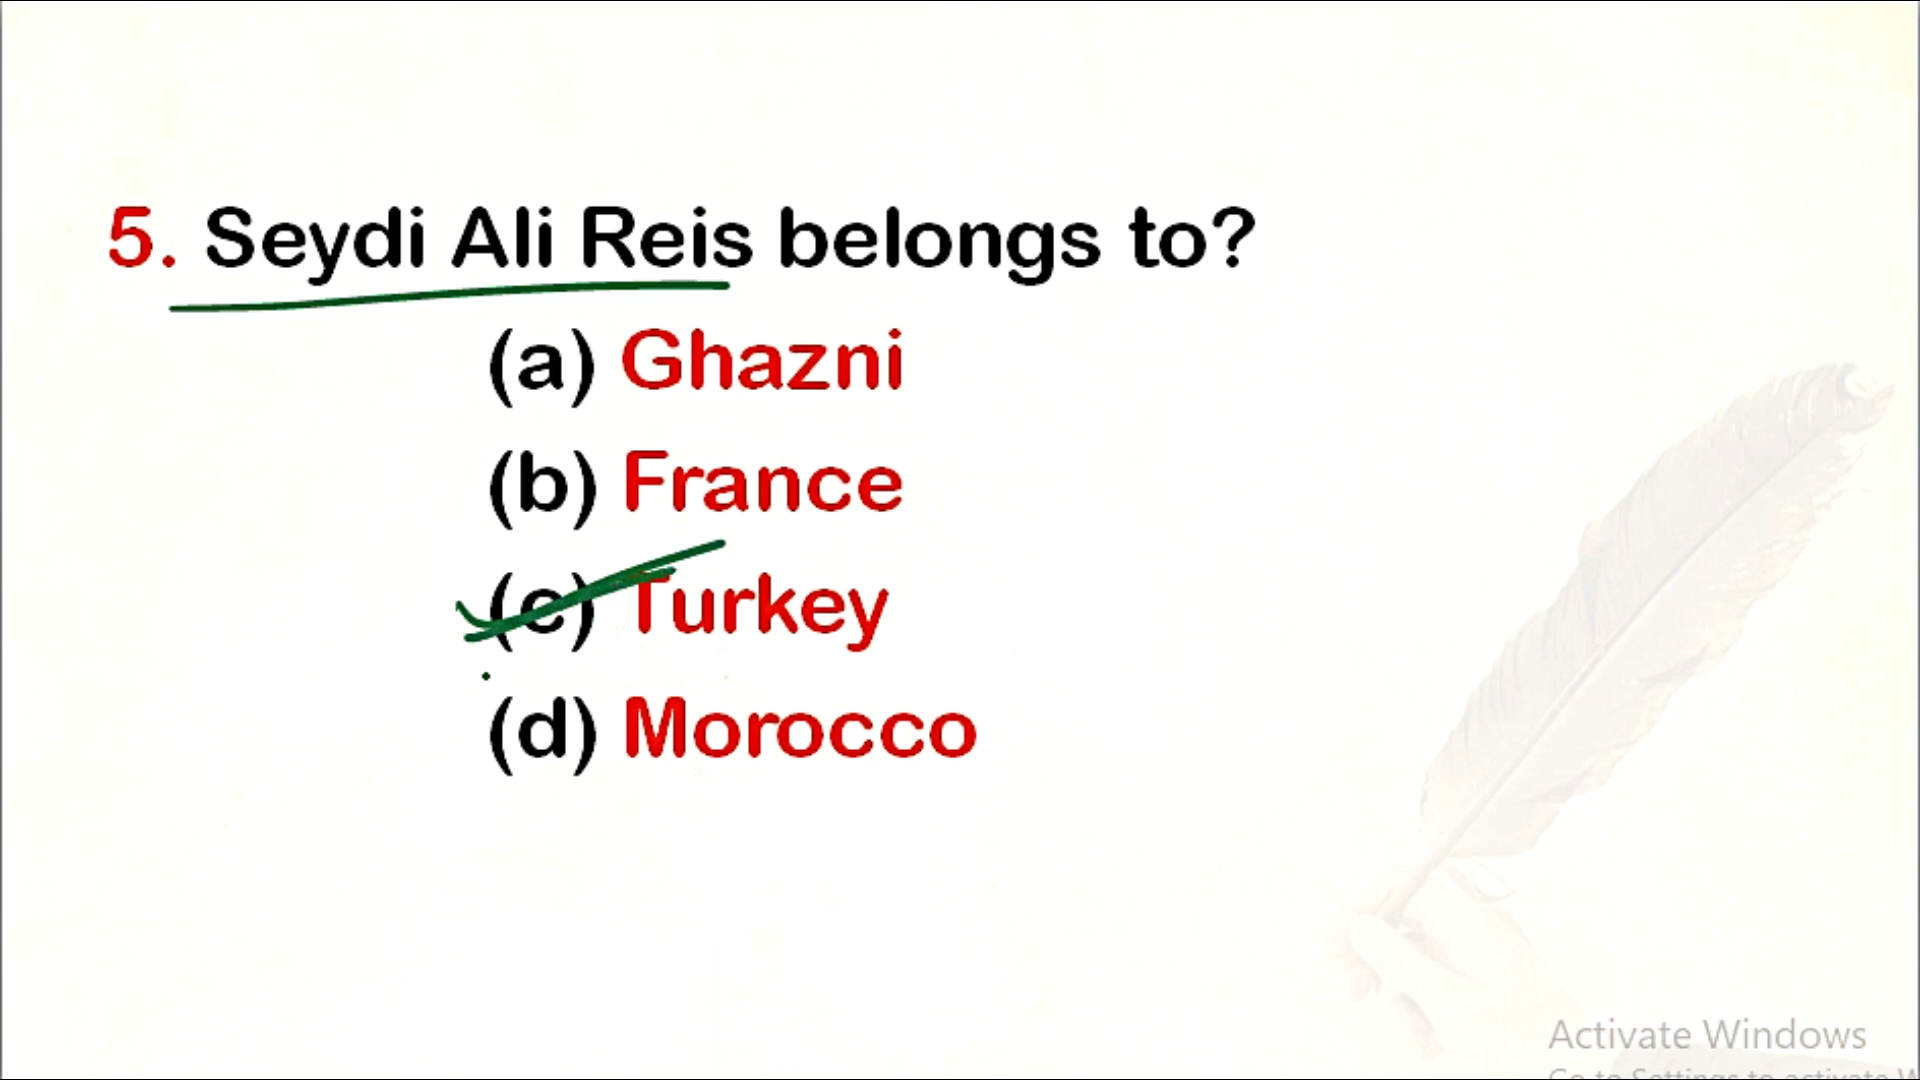 5. Seydi Ali Reis belongs to?
(a) Ghazni
(b) France
(c) Turkey
(d) Morocco
Activate Windows
Go to Settings to activate W